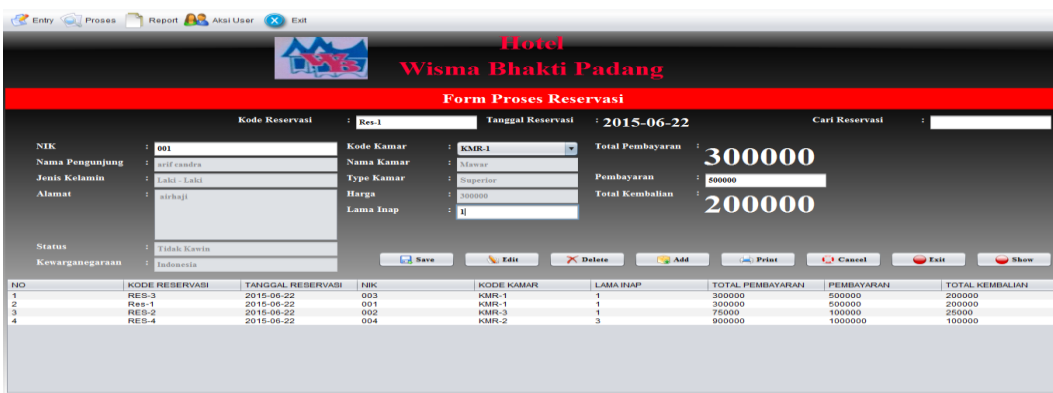 Entry Proses Report Aksi User Exit
Hotel
Wisma Bhakti Padang
Form Proses Reservasi
Kode Reservasi : Res-1 Tanggal Reservasi : 2015-06-22 Cari Reservasi :
NIK : 001 Kode Kamar : KMR-1 Total Pembayaran : 300000
Nama Pengunjung : arif candra Nama Kamar : Mawar
Jenis Kelamin : Laki - Laki Type Kamar : Superior Pembayaran : 500000
Alamat : airhaji Harga : 300000 Total Kembalian : 200000
Lama Inap : 1
Status : Tidak Kawin
Kewarganegaraan : Indonesia
Save Edit Delete Add Print Cancel Exit Show
NO KODE RESERVASI TANGGAL RESERVASI NIK KODE KAMAR LAMA INAP TOTAL PEMBAYARAN PEMBAYARAN TOTAL KEMBALIAN
1 RES-3 2015-06-22 003 KMR-1 1 300000 500000 200000
2 Res-1 2015-06-22 001 KMR-1 1 300000 500000 200000
3 RES-2 2015-06-22 002 KMR-3 1 75000 100000 25000
4 RES-4 2015-06-22 004 KMR-2 3 900000 1000000 100000